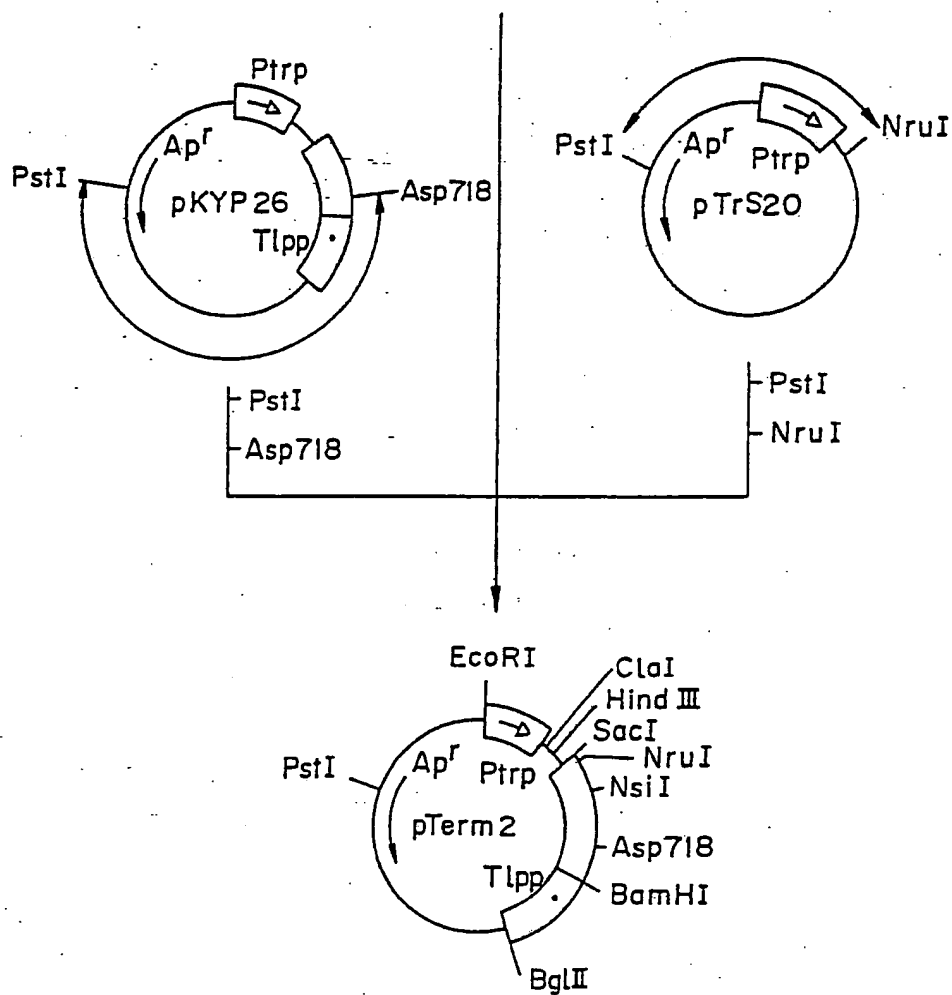 Ptrp
Apʳ
PstI
pKYP26
Asp718
Tlpp
PstI
Asp718
NruI
PstI
Apʳ
Ptrp
pTrS20
PstI
NruI
EcoRI
ClaI
Hind III
SacI
NruI
NsiI
PstI
Apʳ
Ptrp
pTerm2
Asp718
Tlpp
BamHI
BglII